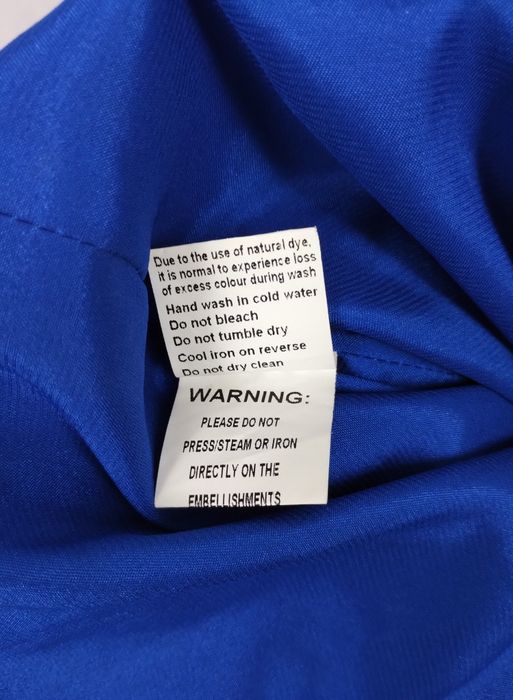 Due to the use of natural dye,
it is normal to experience loss
of excess colour during wash
Hand wash in cold water
Do not bleach
Do not tumble dry
Cool iron on reverse
Do not dry clean
WARNING:
PLEASE DO NOT
PRESS/STEAM OR IRON
DIRECTLY ON THE
EMBELLISHMENTS